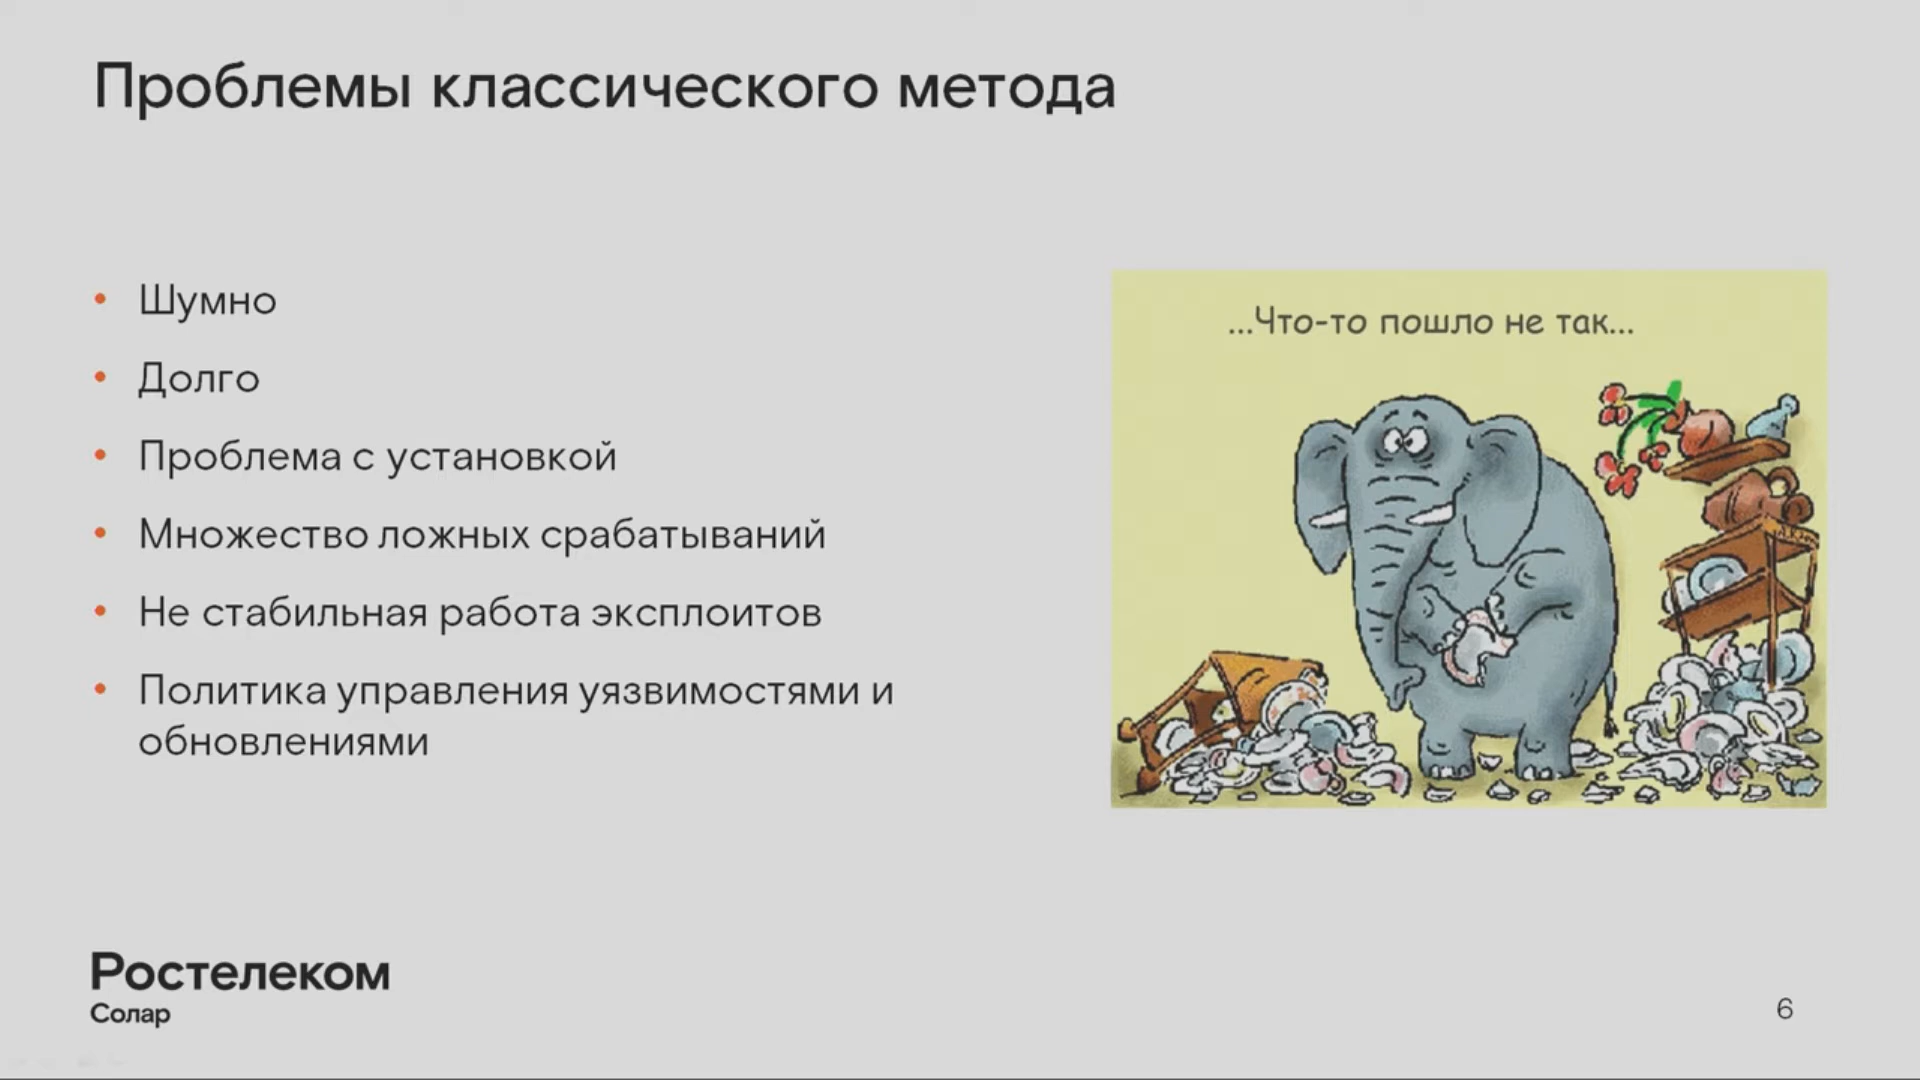 Проблемы классического метода
• Шумно
• Долго
• Проблема с установкой
• Множество ложных срабатываний
• Не стабильная работа эксплоитов
• Политика управления уязвимостями и
обновлениями
...Что-то пошло не так...
Ростелеком
Солар
6